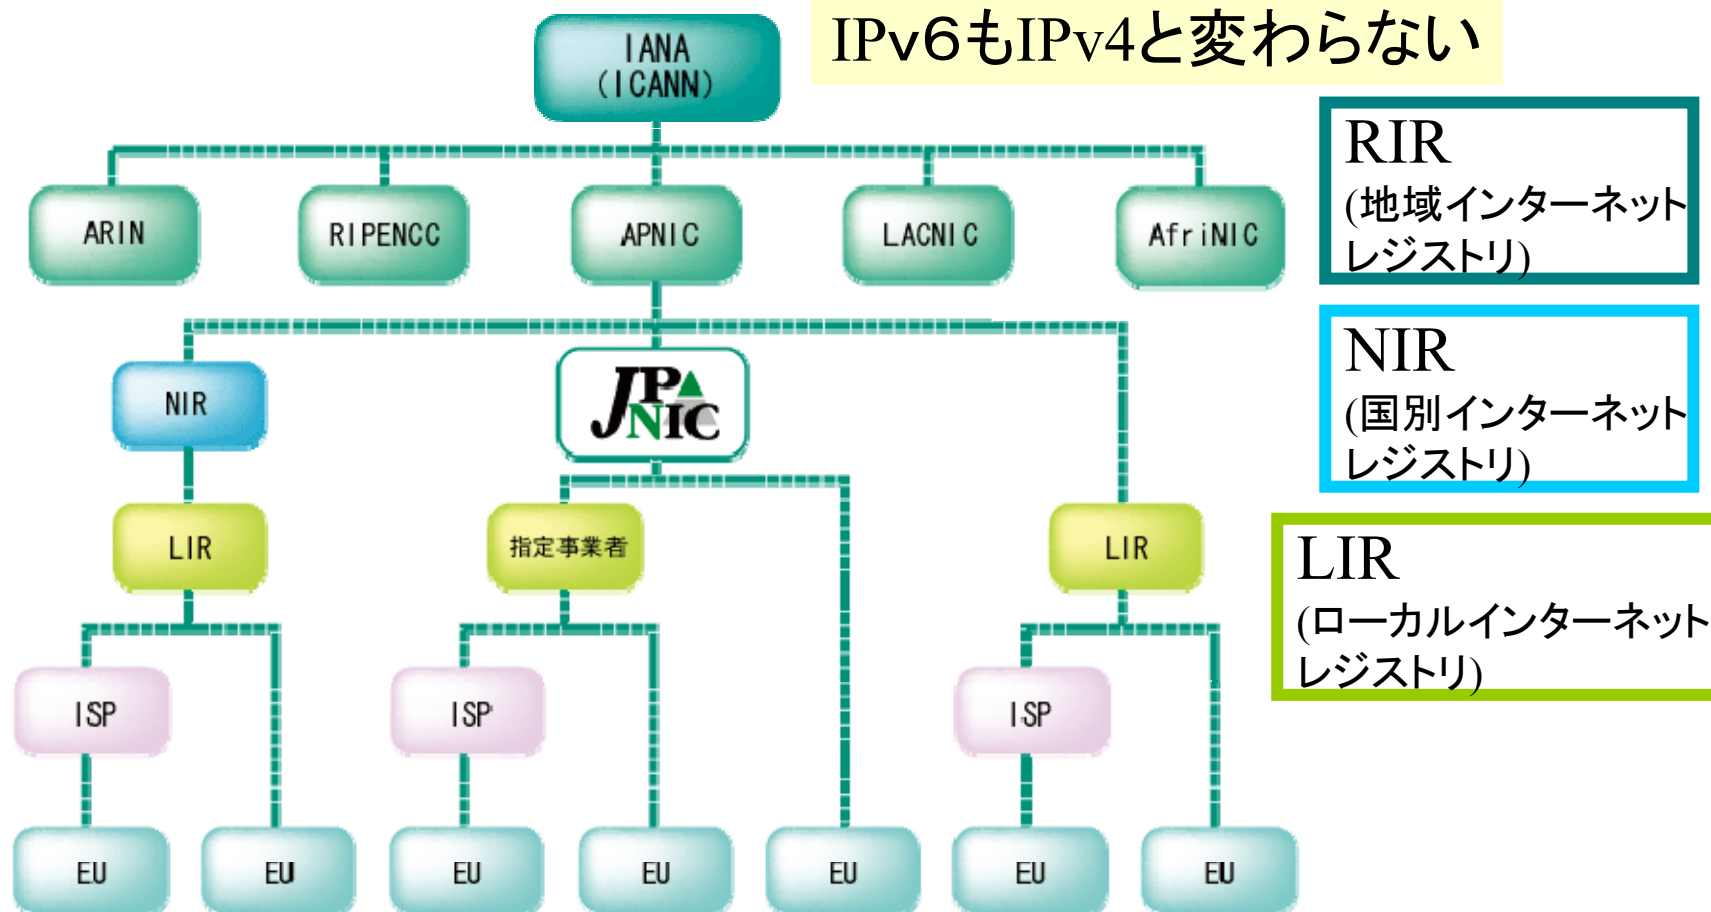 IPv6もIPv4と変わらない
IANA
(ICANN)
ARIN
RIPENCC
APNIC
LACNIC
AfriNIC
RIR
(地域インターネット
レジストリ)
NIR
JPNIC
NIR
(国別インターネット
レジストリ)
LIR
指定事業者
LIR
LIR
(ローカルインターネット
レジストリ)
ISP
ISP
ISP
EU
EU
EU
EU
EU
EU
EU